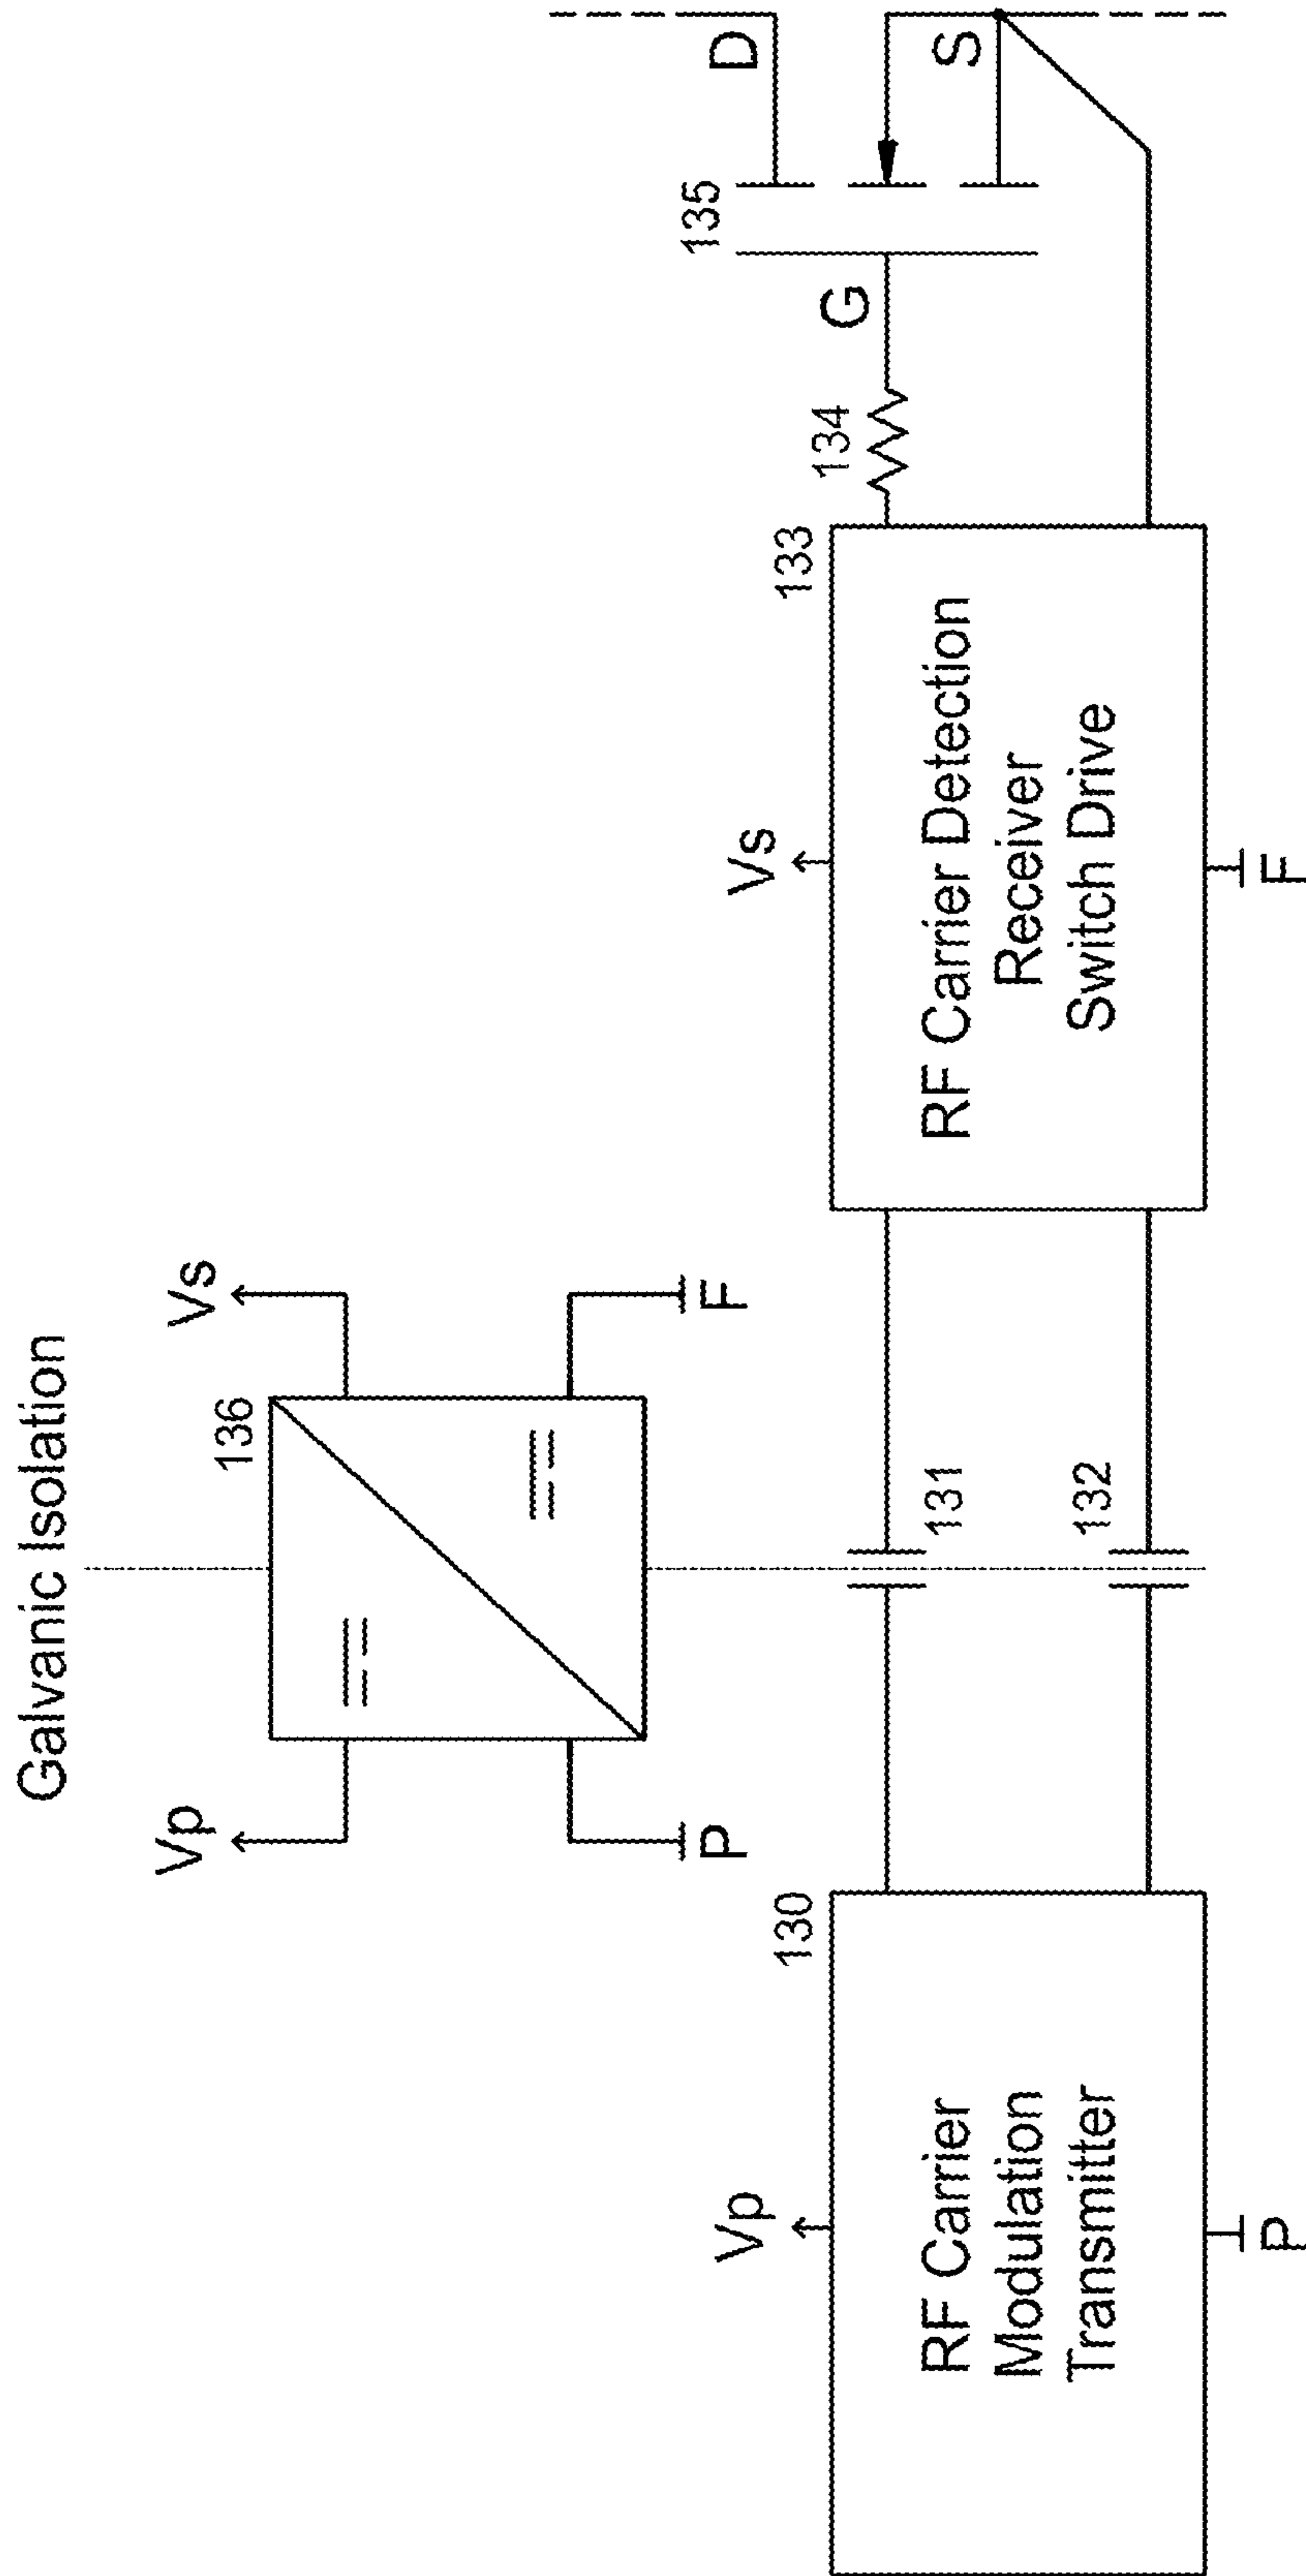 Galvanic Isolation
Vp
Vs
136
P
F
Vp
130
RF Carrier
Modulation
Transmitter
P
131
132
Vs
133
RF Carrier Detection
Receiver
Switch Drive
F
134
G
135
D
S